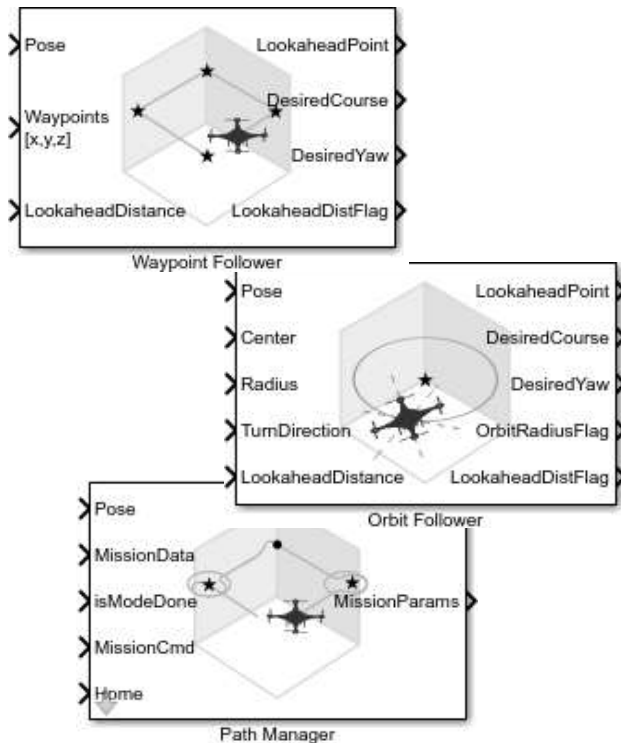 Pose
LookaheadPoint
DesiredCourse
Waypoints
[x,y,z]
DesiredYaw
LookaheadDistance
LookaheadDistFlag
Waypoint Follower
Pose
LookaheadPoint
Center
DesiredCourse
Radius
DesiredYaw
TurnDirection
OrbitRadiusFlag
LookaheadDistance
LookaheadDistFlag
Orbit Follower
Pose
MissionData
isModeDone
MissionParams
MissionCmd
Home
Path Manager